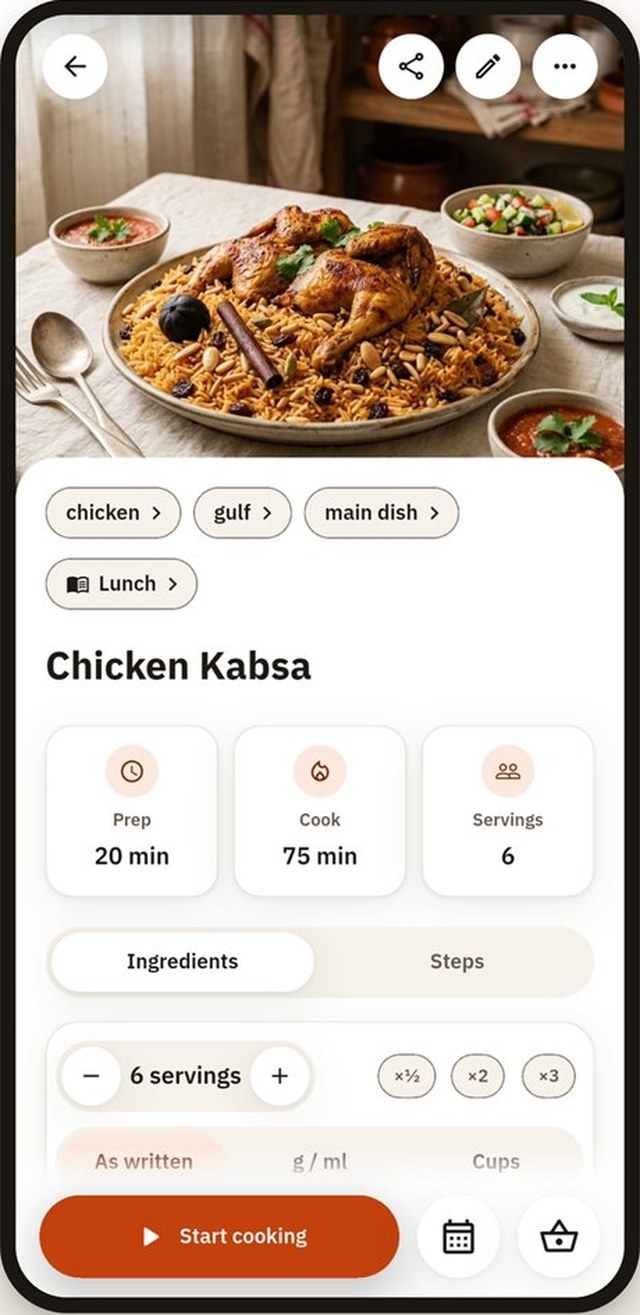 chicken
gulf
main dish
Lunch
Chicken Kabsa
Prep
Cook
Servings
20 min
75 min
6
Ingredients
Steps
6 servings
×½
×2
×3
As written
g / ml
Cups
Start cooking